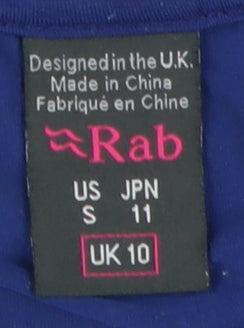 Designed in the U.K.
Made in China
Fabriqué en Chine
Rab
US JPN
S 11
UK 10